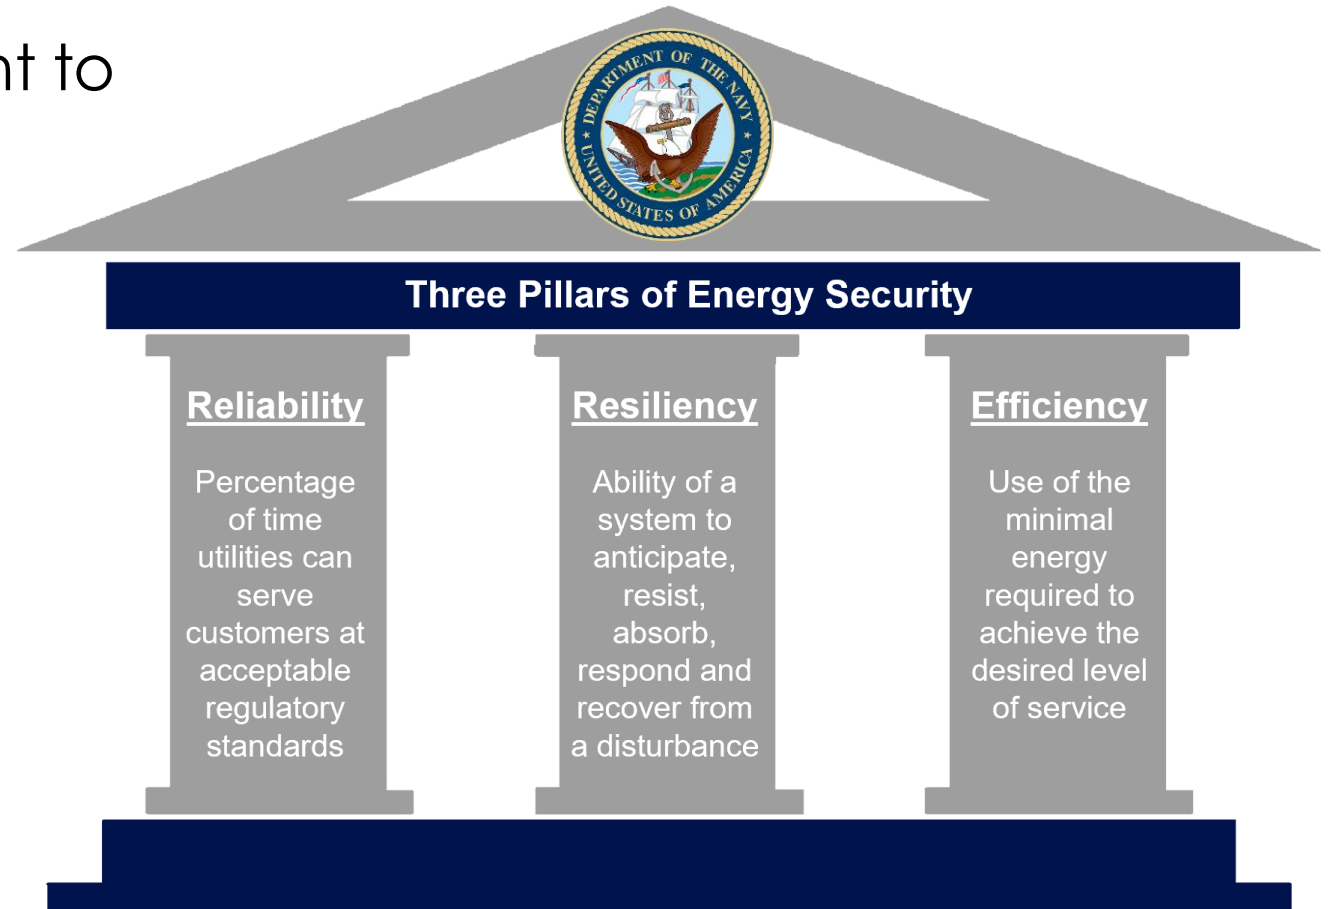 nt to
DEPARTMENT OF THE NAVY
UNITED STATES OF AMERICA
Three Pillars of Energy Security
Reliability
Percentage
of time
utilities can
serve
customers at
acceptable
regulatory
standards
Resiliency
Ability of a
system to
anticipate,
resist,
absorb,
respond and
recover from
a disturbance
Efficiency
Use of the
minimal
energy
required to
achieve the
desired level
of service